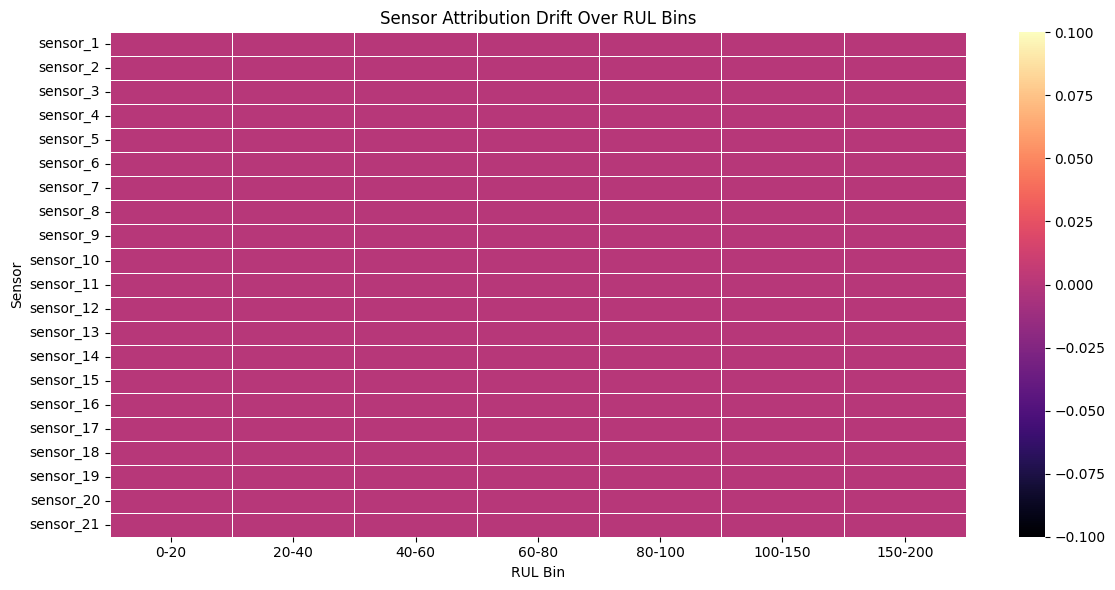 Sensor Attribution Drift Over RUL Bins
Sensor
sensor_1
sensor_2
sensor_3
sensor_4
sensor_5
sensor_6
sensor_7
sensor_8
sensor_9
sensor_10
sensor_11
sensor_12
sensor_13
sensor_14
sensor_15
sensor_16
sensor_17
sensor_18
sensor_19
sensor_20
sensor_21
0-20 20-40 40-60 60-80 80-100 100-150 150-200
RUL Bin
0.100
0.075
0.050
0.025
0.000
−0.025
−0.050
−0.075
−0.100